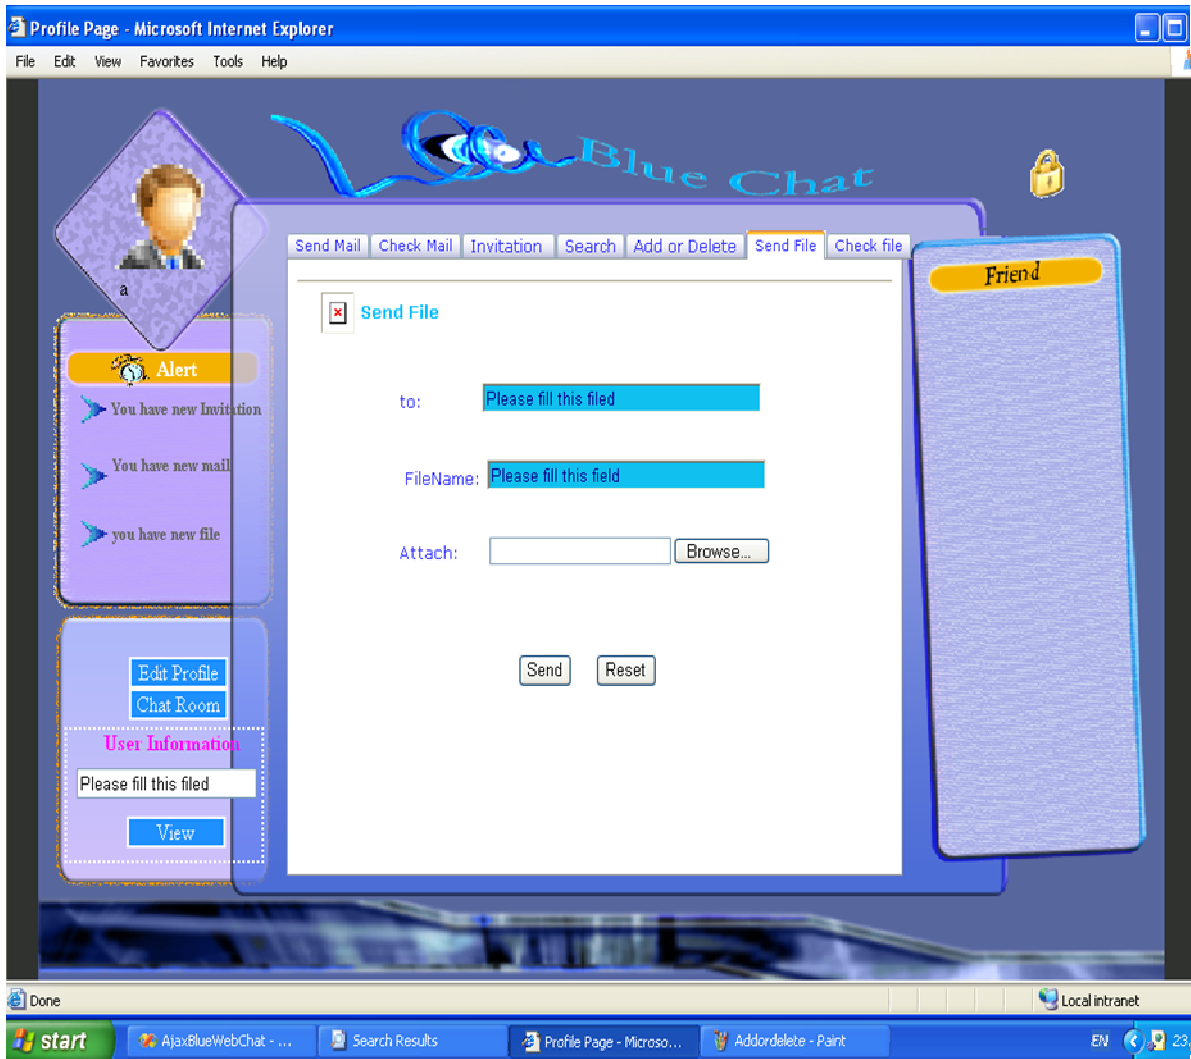 Profile Page - Microsoft Internet Explorer
File Edit View Favorites Tools Help
Blue Chat
Send Mail Check Mail Invitation Search Add or Delete Send File Check file
a
Friend
Send File
Alert
You have new Invitation
You have new mail
you have new file
to: Please fill this filed
FileName: Please fill this field
Attach: Browse...
Send Reset
Edit Profile
Chat Room
User Information
Please fill this filed
View
Done Local intranet
start AjaxBlueWebChat - ... Search Results Profile Page - Microso... Addordelete - Paint EN 23.